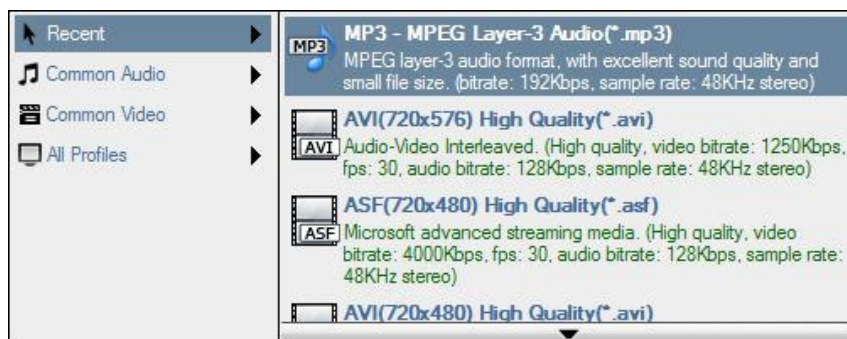 Recent
Common Audio
Common Video
All Profiles
MP3
MP3 - MPEG Layer-3 Audio(*.mp3)
MPEG layer-3 audio format, with excellent sound quality and
small file size. (bitrate: 192Kbps, sample rate: 48KHz stereo)
AVI(720x576) High Quality(*.avi)
AVI
Audio-Video Interleaved. (High quality, video bitrate: 1250Kbps,
fps: 30, audio bitrate: 128Kbps, sample rate: 48KHz stereo)
ASF(720x480) High Quality(*.asf)
ASF
Microsoft advanced streaming media. (High quality, video
bitrate: 4000Kbps, fps: 30, audio bitrate: 128Kbps, sample rate:
48KHz stereo)
AVI(720x480) High Quality(*.avi)